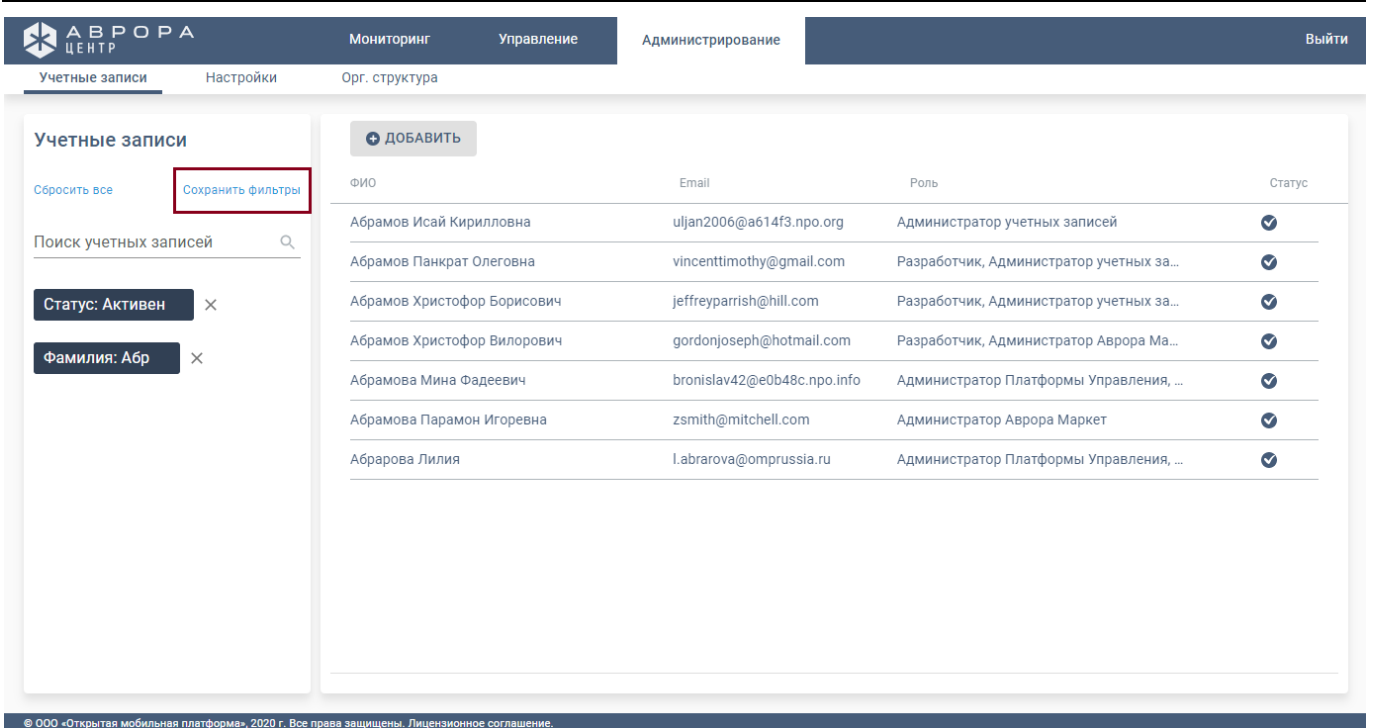 АВРОРА
ЦЕНТР
Мониторинг Управление Администрирование Выйти
Учетные записи Настройки Орг. структура
Учетные записи
Сбросить все Сохранить фильтры
Поиск учетных записей
Статус: Активен
Фамилия: Абр
ДОБАВИТЬ
ФИО Email Роль Статус
Абрамов Исай Кирилловна uljan2006@a614f3.npo.org Администратор учетных записей
Абрамов Панкрат Олеговна vincenttimothy@gmail.com Разработчик, Администратор учетных за...
Абрамов Христофор Борисович jeffreyparrish@hill.com Разработчик, Администратор учетных за...
Абрамов Христофор Вилорович gordonjoseph@hotmail.com Разработчик, Администратор Аврора Ма...
Абрамова Мина Фадеевич bronislav42@e0b48c.npo.info Администратор Платформы Управления, ...
Абрамова Парамон Игоревна zsmith@mitchell.com Администратор Аврора Маркет
Абрарова Лилия l.abrarova@omprussia.ru Администратор Платформы Управления, ...
© ООО «Открытая мобильная платформа», 2020 г. Все права защищены. Лицензионное соглашение.